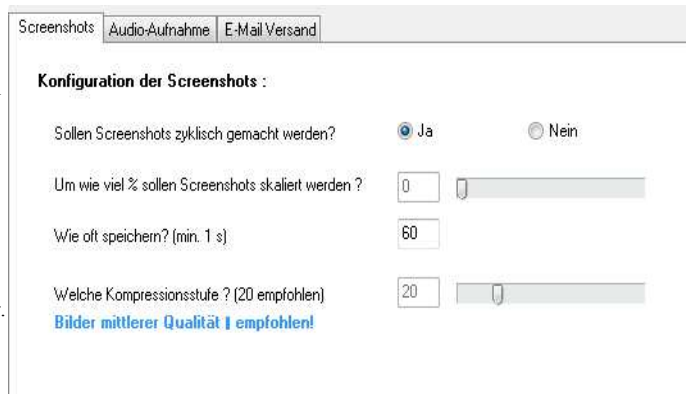 Screenshots Audio-Aufnahme E-Mail Versand
Konfiguration der Screenshots :
Sollen Screenshots zyklisch gemacht werden? Ja Nein
Um wie viel % sollen Screenshots skaliert werden ? 0
Wie oft speichern? (min. 1 s) 60
Welche Kompressionsstufe ? (20 empfohlen) 20
Bilder mittlerer Qualität empfohlen!